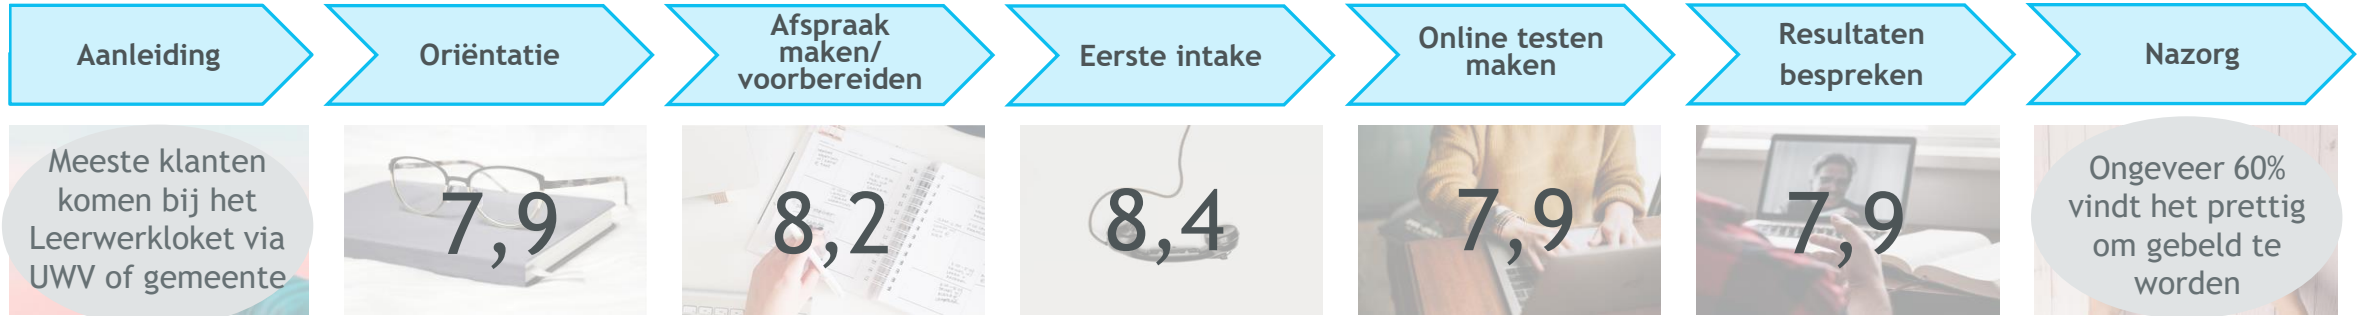 Aanleiding
Oriëntatie
Afspraak
maken/
voorbereiden
Eerste intake
Online testen
maken
Resultaten
bespreken
Nazorg
Meeste klanten
komen bij het
Leerwerkloket via
UWV of gemeente
7,9
8,2
8,4
7,9
7,9
Ongeveer 60%
vindt het prettig
om gebeld te
worden